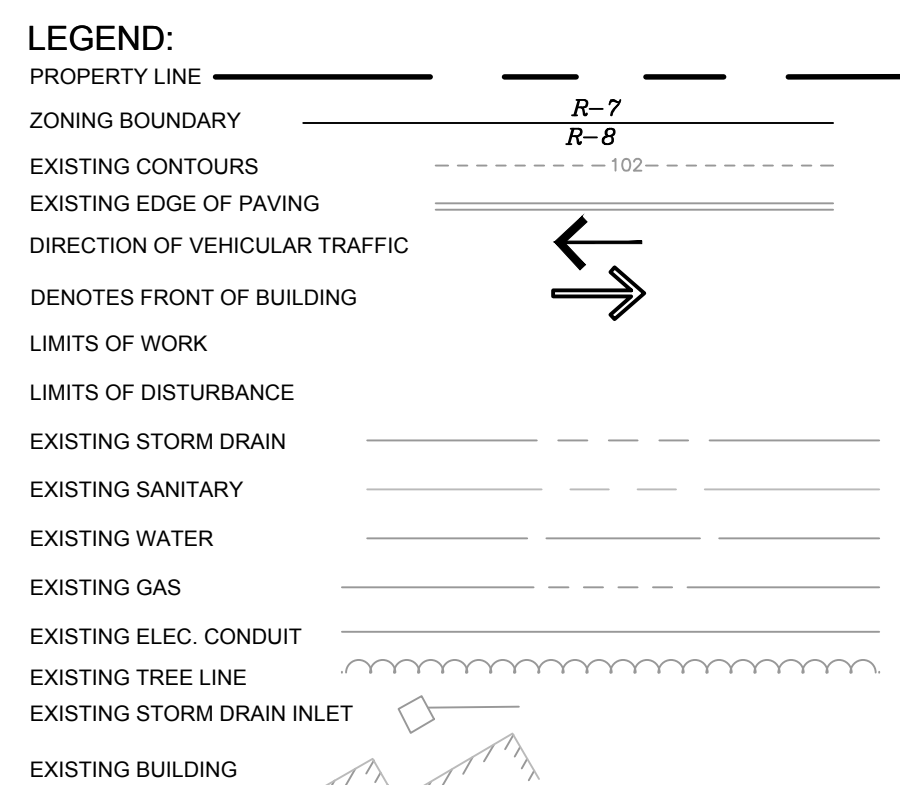 LEGEND:
PROPERTY LINE
R-7
ZONING BOUNDARY
R-8
EXISTING CONTOURS 102
EXISTING EDGE OF PAVING
DIRECTION OF VEHICULAR TRAFFIC
DENOTES FRONT OF BUILDING
LIMITS OF WORK
LIMITS OF DISTURBANCE
EXISTING STORM DRAIN
EXISTING SANITARY
EXISTING WATER
EXISTING GAS
EXISTING ELEC. CONDUIT
EXISTING TREE LINE
EXISTING STORM DRAIN INLET
EXISTING BUILDING